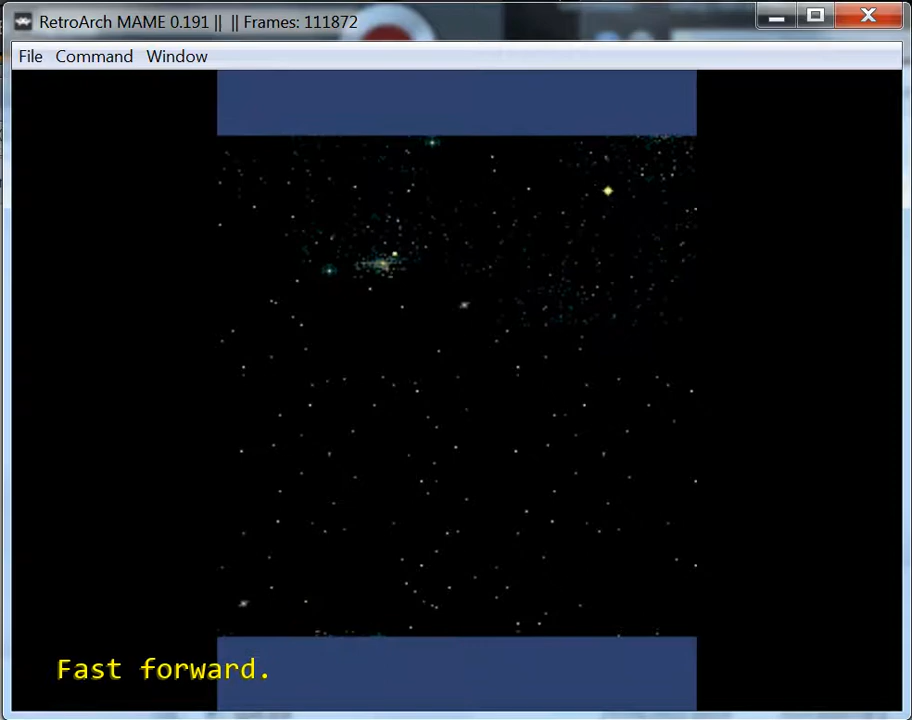 RetroArch MAME 0.191 || || Frames: 111872
File Command Window
Fast forward.